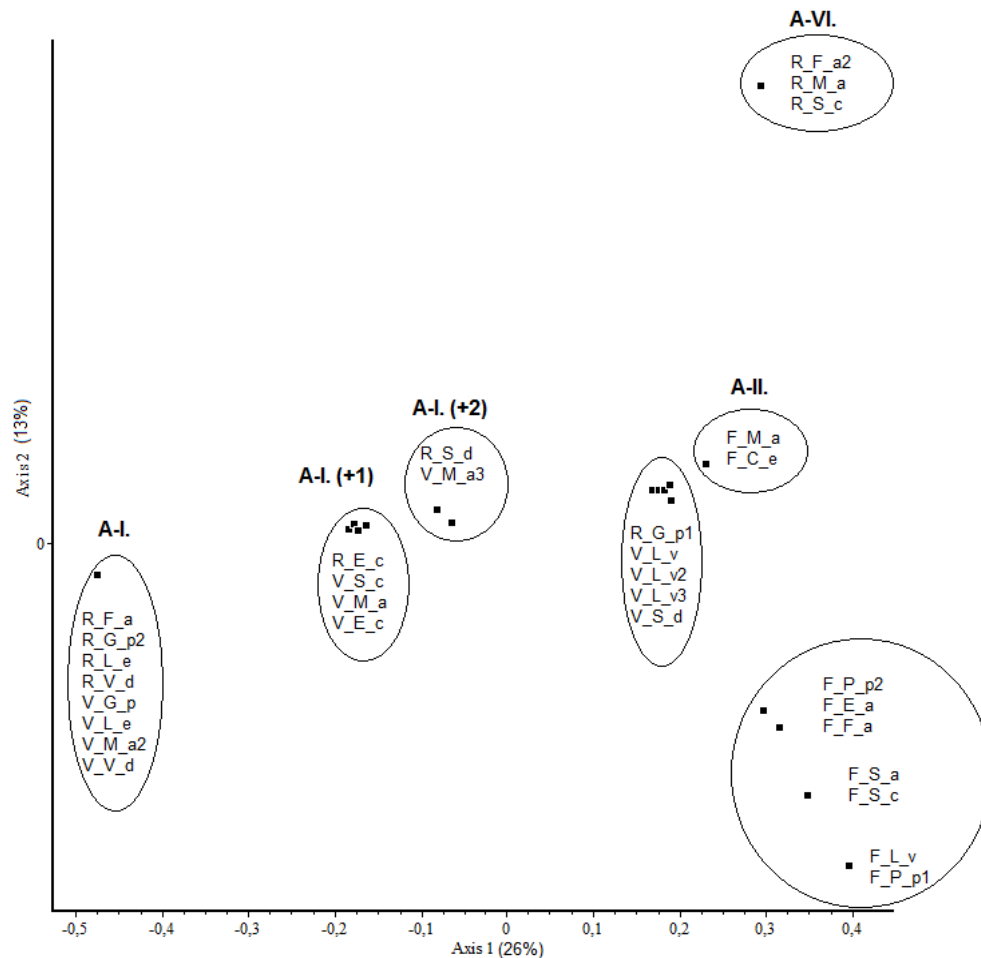 A-VI.
R_F_a2
R_M_a
R_S_c
A-II.
F_M_a
F_C_e
A-I. (+2)
R_S_d
V_M_a3
A-I. (+1)
R_E_c
V_S_c
V_M_a
V_E_c
A-I.
R_F_a
R_G_p2
R_L_e
R_V_d
V_G_p
V_L_e
V_M_a2
V_V_d
R_G_p1
V_L_v
V_L_v2
V_L_v3
V_S_d
F_P_p2
F_E_a
F_F_a
F_S_a
F_S_c
F_L_v
F_P_p1
Axis 2 (13%)
0
-0,5 -0,4 -0,3 -0,2 -0,1 0 0,1 0,2 0,3 0,4
Axis 1 (26%)